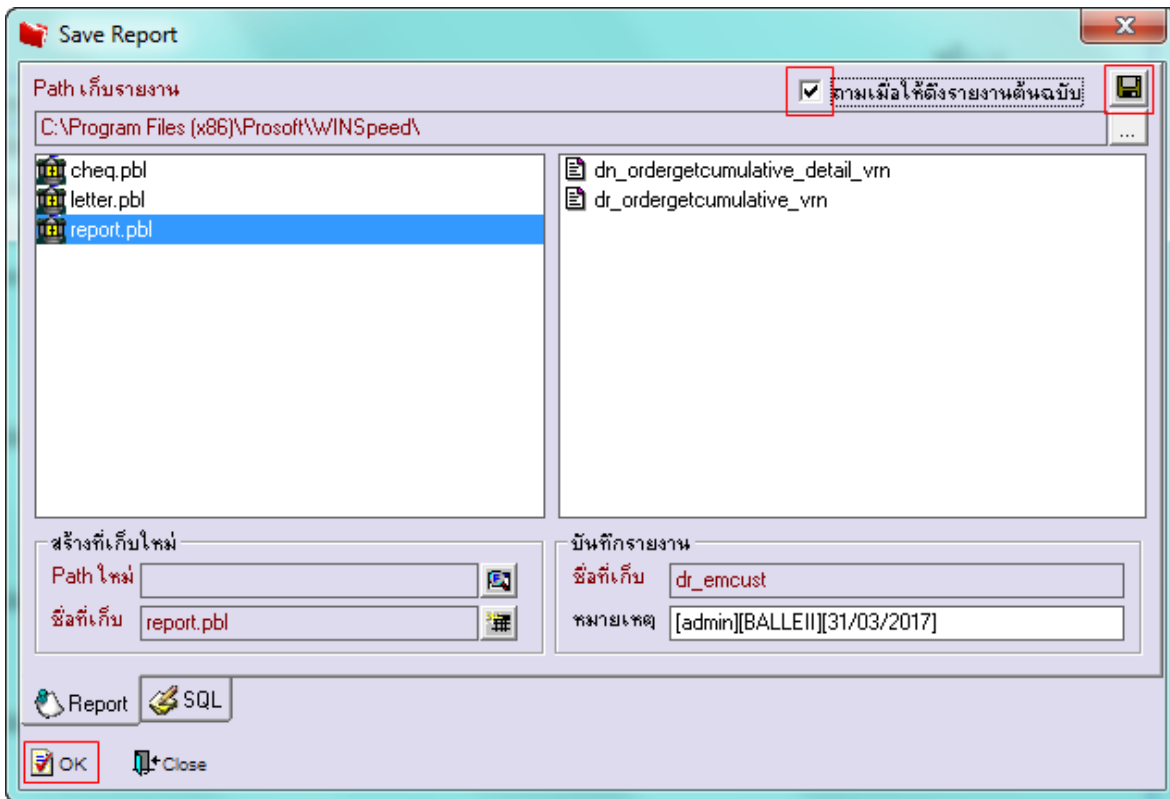 Save Report
Path เก็บรายงาน
ถามเมื่อให้ดึงรายงานต้นฉบับ
C:\Program Files (x86)\Prosoft\WINSpeed\
...
cheq.pbl
letter.pbl
report.pbl
dn_ordergetcumulative_detail_vrn
dr_ordergetcumulative_vrn
สร้างที่เก็บใหม่
Path ใหม่
ชื่อที่เก็บ report.pbl
บันทึกรายงาน
ชื่อที่เก็บ dr_emcust
หมายเหตุ [admin][BALLEII][31/03/2017]
Report SQL
OK Close